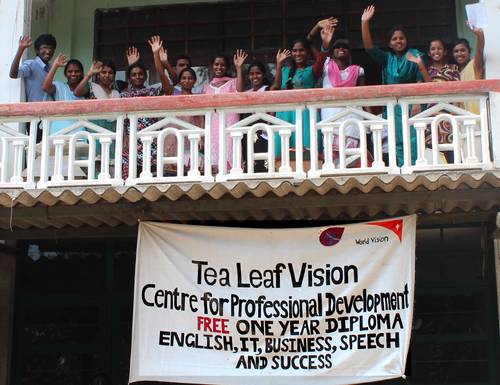 World Vision
Tea Leaf Vision
Centre for Professional Development
FREE ONE YEAR DIPLOMA
ENGLISH, IT, BUSINESS, SPEECH
AND SUCCESS